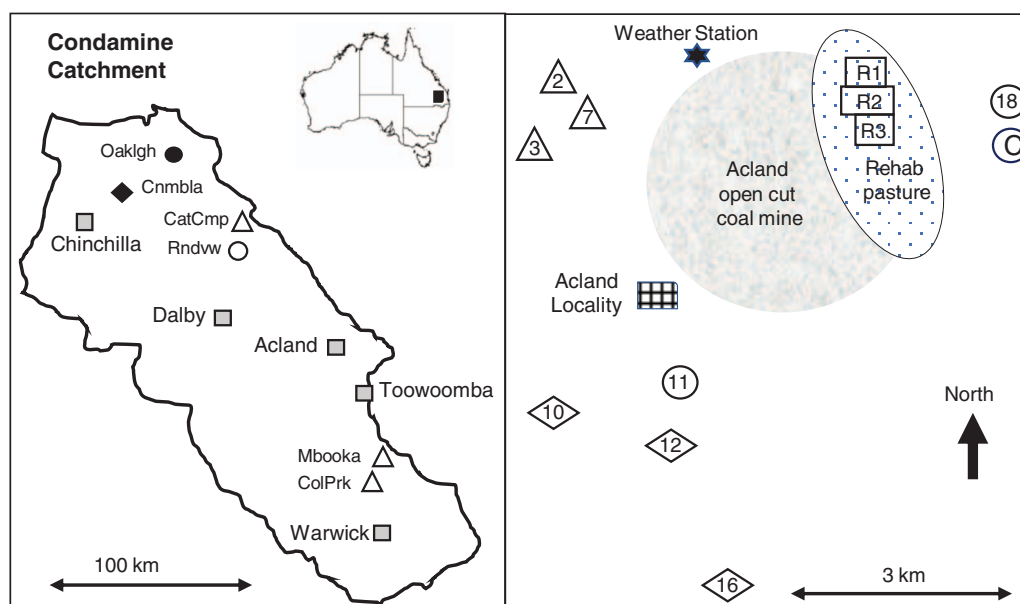 Condamine
Catchment
Oaklgh
Cnmbla
CatCmp
Chinchilla
Rndvw
Dalby
Acland
Toowoomba
Mbooka
ColPrk
Warwick
100 km
Weather Station
2
7
3
R1
R2
R3
18
C
Rehab
pasture
Acland
open cut
coal mine
Acland
Locality
11
10
12
North
16
3 km